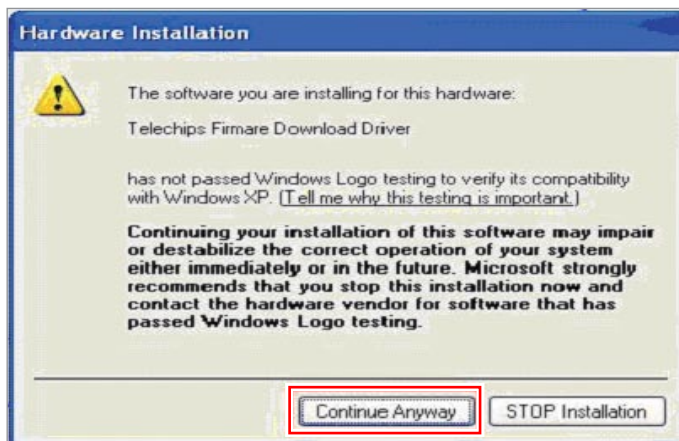 Hardware Installation
The software you are installing for this hardware:
Telechips Firmare Download Driver
has not passed Windows Logo testing to verify its compatibility
with Windows XP. (Tell me why this testing is important.)
Continuing your installation of this software may impair
or destabilize the correct operation of your system
either immediately or in the future. Microsoft strongly
recommends that you stop this installation now and
contact the hardware vendor for software that has
passed Windows Logo testing.
Continue Anyway
STOP Installation